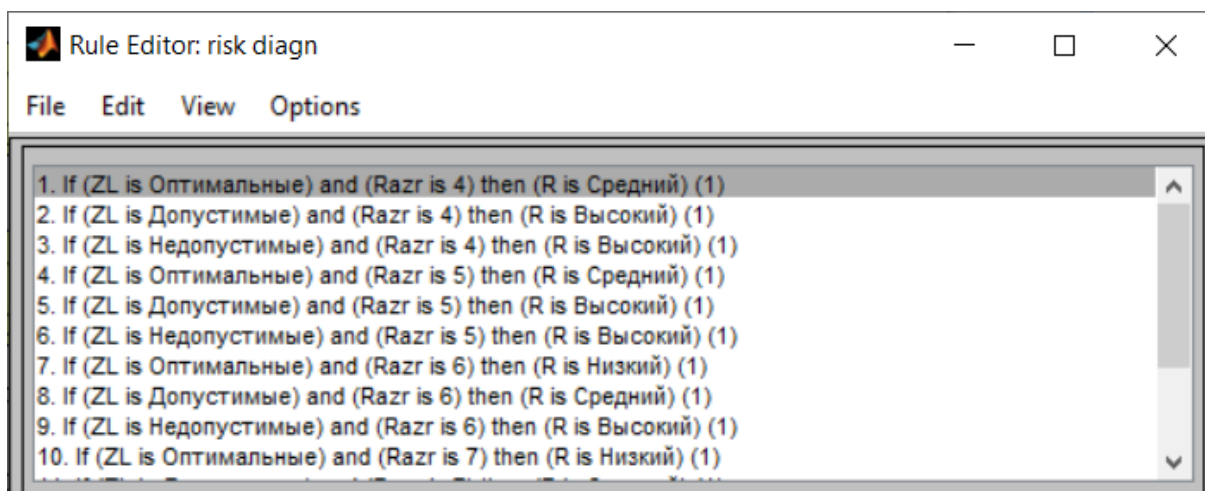 Rule Editor: risk diagn
File Edit View Options
1. If (ZL is Оптимальные) and (Razr is 4) then (R is Средний) (1)
2. If (ZL is Допустимые) and (Razr is 4) then (R is Высокий) (1)
3. If (ZL is Недопустимые) and (Razr is 4) then (R is Высокий) (1)
4. If (ZL is Оптимальные) and (Razr is 5) then (R is Средний) (1)
5. If (ZL is Допустимые) and (Razr is 5) then (R is Высокий) (1)
6. If (ZL is Недопустимые) and (Razr is 5) then (R is Высокий) (1)
7. If (ZL is Оптимальные) and (Razr is 6) then (R is Низкий) (1)
8. If (ZL is Допустимые) and (Razr is 6) then (R is Средний) (1)
9. If (ZL is Недопустимые) and (Razr is 6) then (R is Высокий) (1)
10. If (ZL is Оптимальные) and (Razr is 7) then (R is Низкий) (1)